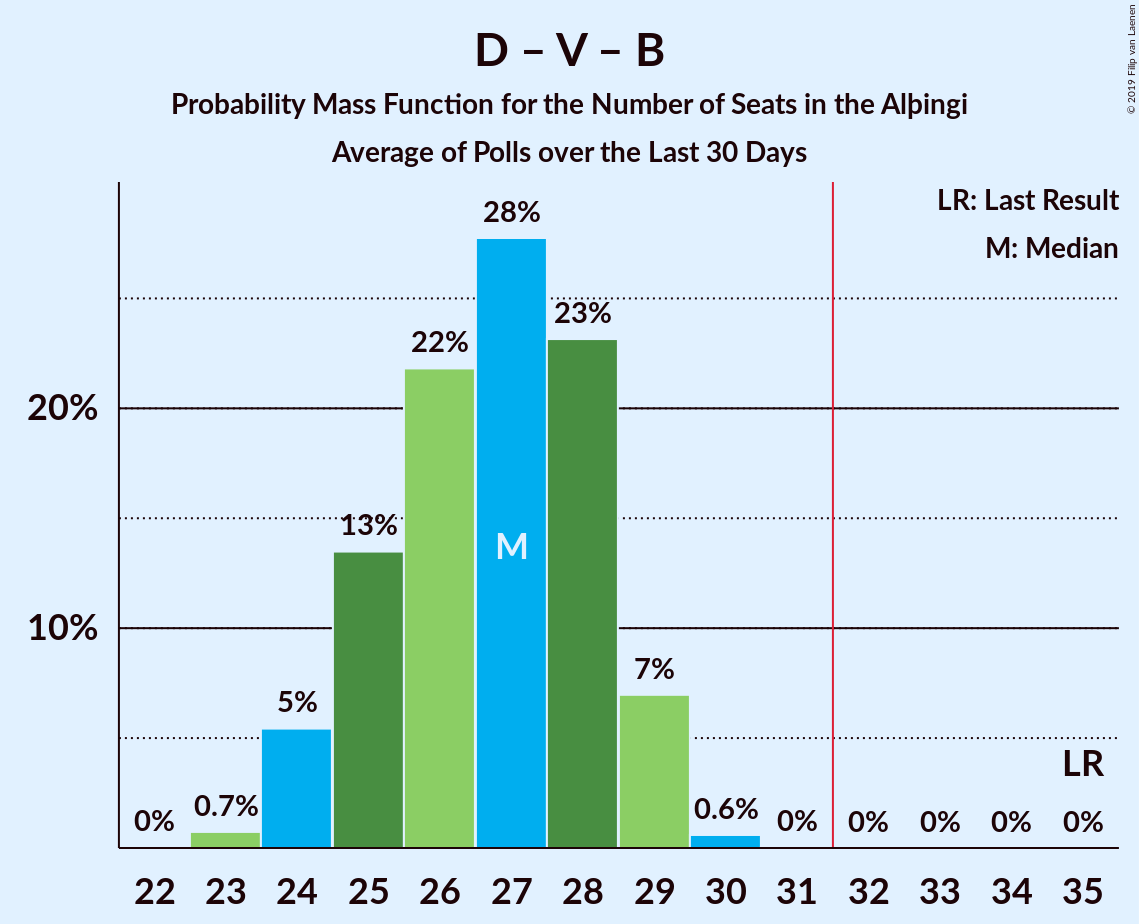 D – V – B
Probability Mass Function for the Number of Seats in the Alþingi
Average of Polls over the Last 30 Days
© 2019 Filip van Laenen
LR: Last Result
M: Median
28%
23%
22%
20%
13%
M
10%
7%
5%
LR
0%
0.7%
0.6%
0%
0%
0%
0%
0%
22 23 24 25 26 27 28 29 30 31 32 33 34 35